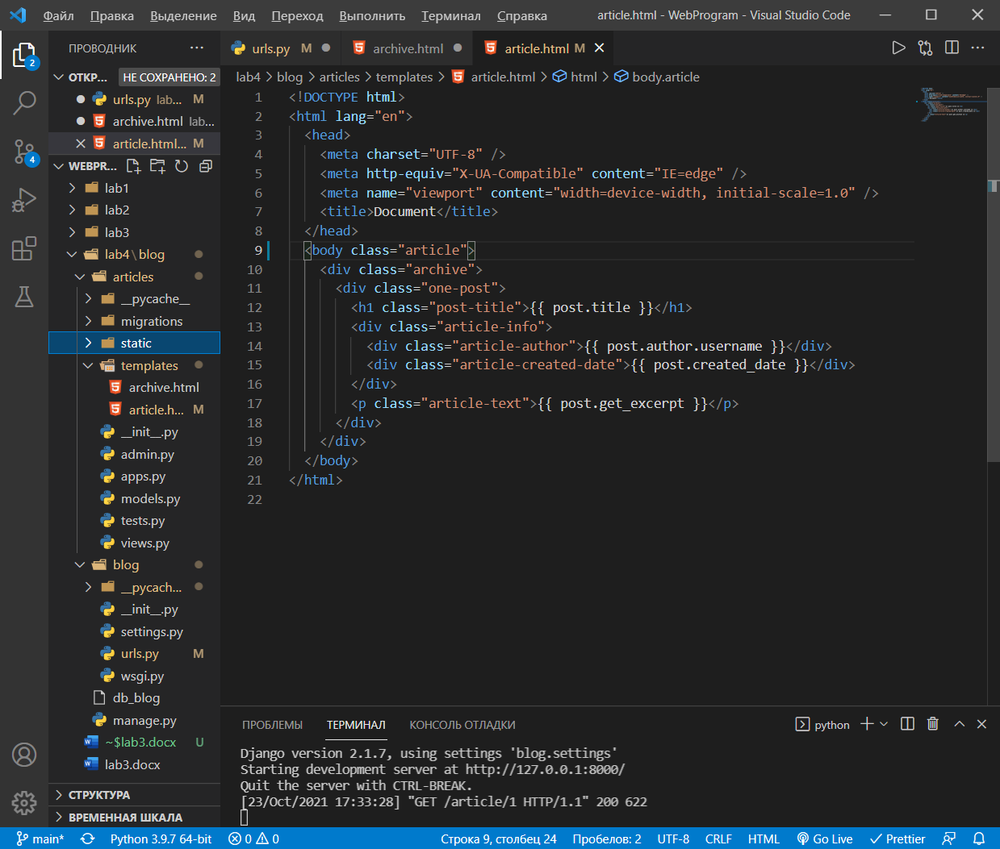 Файл Правка Выделение Вид Переход Выполнить Терминал Справка article.html - WebProgram - Visual Studio Code
ПРОВОДНИК
urls.py M archive.html article.html M
ОТКР... НЕ СОХРАНЕНО: 2
urls.py lab... M
archive.html lab...
article.html... M
WEBPR...
lab1
lab2
lab3
lab4\blog
articles
__pycache__
migrations
static
templates
archive.html
article.h... M
__init__.py
admin.py
apps.py
models.py
tests.py
views.py
blog
__pycach...
__init__.py
settings.py
urls.py M
wsgi.py
db_blog
manage.py
~$lab3.docx U
lab3.docx
СТРУКТУРА
ВРЕМЕННАЯ ШКАЛА
2
4
lab4 > blog > articles > templates > article.html > html > body.article
1 <!DOCTYPE html>
2 <html lang="en">
3 <head>
4 <meta charset="UTF-8" />
5 <meta http-equiv="X-UA-Compatible" content="IE=edge" />
6 <meta name="viewport" content="width=device-width, initial-scale=1.0" />
7 <title>Document</title>
8 </head>
9 <body class="article">
10 <div class="archive">
11 <div class="one-post">
12 <h1 class="post-title">{{ post.title }}</h1>
13 <div class="article-info">
14 <div class="article-author">{{ post.author.username }}</div>
15 <div class="article-created-date">{{ post.created_date }}</div>
16 </div>
17 <p class="article-text">{{ post.get_excerpt }}</p>
18 </div>
19 </div>
20 </body>
21 </html>
22
ПРОБЛЕМЫ ТЕРМИНАЛ КОНСОЛЬ ОТЛАДКИ python
Django version 2.1.7, using settings 'blog.settings'
Starting development server at http://127.0.0.1:8000/
Quit the server with CTRL-BREAK.
[23/Oct/2021 17:33:28] "GET /article/1 HTTP/1.1" 200 622
main* Python 3.9.7 64-bit 0 0 Строка 9, столбец 24 Пробелов: 2 UTF-8 CRLF HTML Go Live Prettier